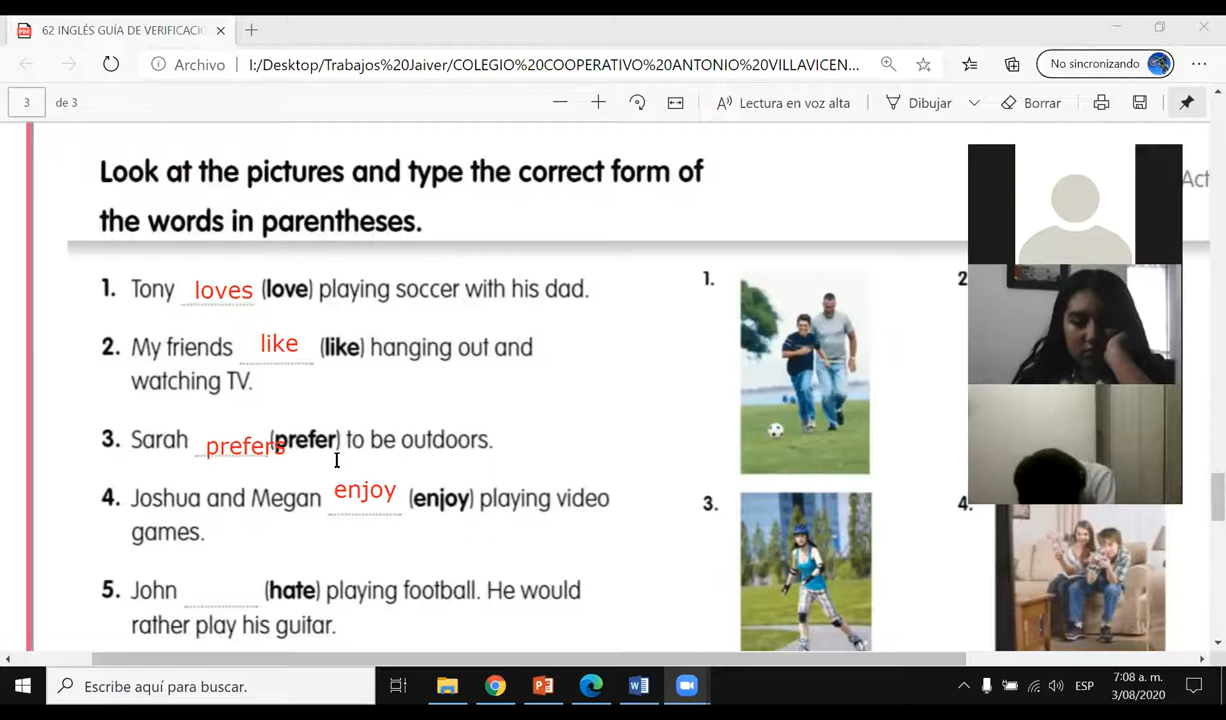 62 INGLÉS GUÍA DE VERIFICACI
Archivo
I:/Desktop/Trabajos%20Jaiver/COLEGIO%20COOPERATIVO%20ANTONIO%20VILLAVICEN...
No sincronizando
3 de 3
Lectura en voz alta
Dibujar
Borrar
Look at the pictures and type the correct form of
the words in parentheses.
Act
1. Tony loves (love) playing soccer with his dad.
2. My friends like (like) hanging out and
watching TV.
3. Sarah prefers (prefer) to be outdoors.
4. Joshua and Megan enjoy (enjoy) playing video
games.
5. John (hate) playing football. He would
rather play his guitar.
1.
2
3.
4.
Escribe aquí para buscar.
ESP
7:08 a. m.
3/08/2020